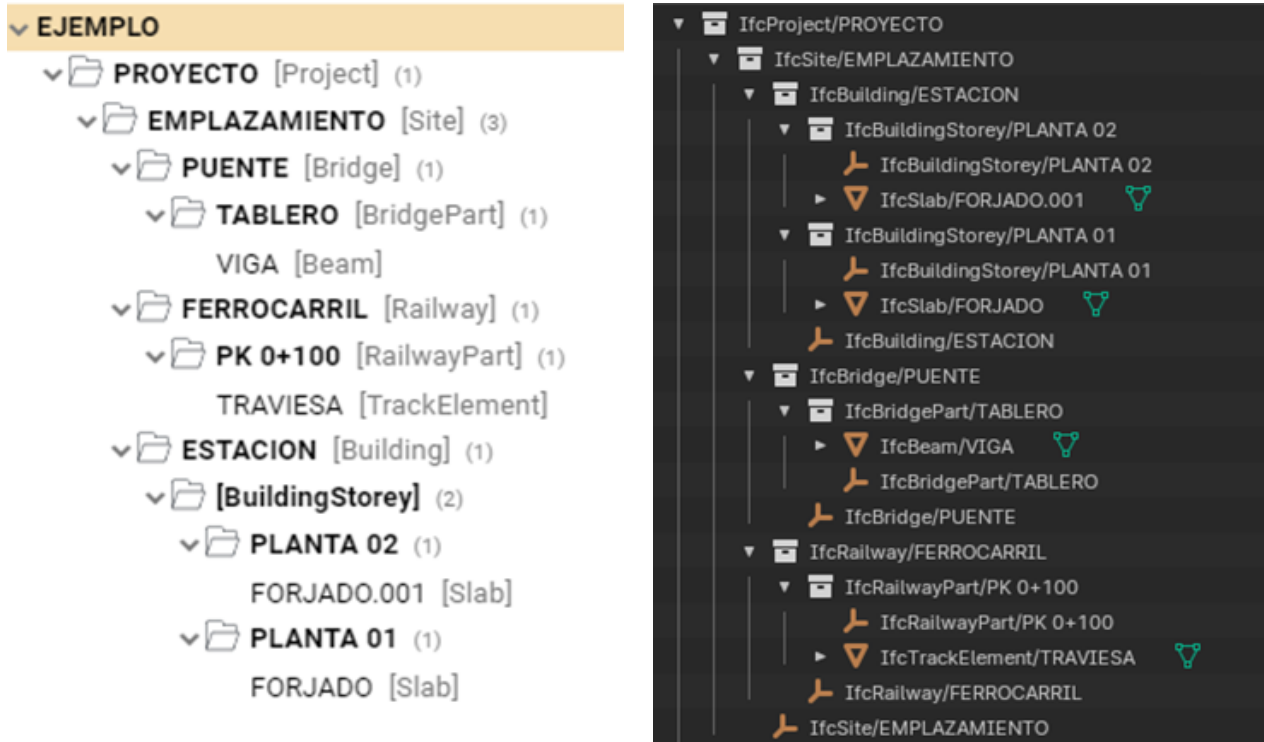 EJEMPLO
PROYECTO [Project] (1)
EMPLAZAMIENTO [Site] (3)
PUENTE [Bridge] (1)
TABLERO [BridgePart] (1)
VIGA [Beam]
FERROCARRIL [Railway] (1)
PK 0+100 [RailwayPart] (1)
TRAVIESA [TrackElement]
ESTACION [Building] (1)
[BuildingStorey] (2)
PLANTA 02 (1)
FORJADO.001 [Slab]
PLANTA 01 (1)
FORJADO [Slab]
IfcProject/PROYECTO
IfcSite/EMPLAZAMIENTO
IfcBuilding/ESTACION
IfcBuildingStorey/PLANTA 02
IfcBuildingStorey/PLANTA 02
IfcSlab/FORJADO.001
IfcBuildingStorey/PLANTA 01
IfcBuildingStorey/PLANTA 01
IfcSlab/FORJADO
IfcBuilding/ESTACION
IfcBridge/PUENTE
IfcBridgePart/TABLERO
IfcBeam/VIGA
IfcBridgePart/TABLERO
IfcBridge/PUENTE
IfcRailway/FERROCARRIL
IfcRailwayPart/PK 0+100
IfcRailwayPart/PK 0+100
IfcTrackElement/TRAVIESA
IfcRailway/FERROCARRIL
IfcSite/EMPLAZAMIENTO